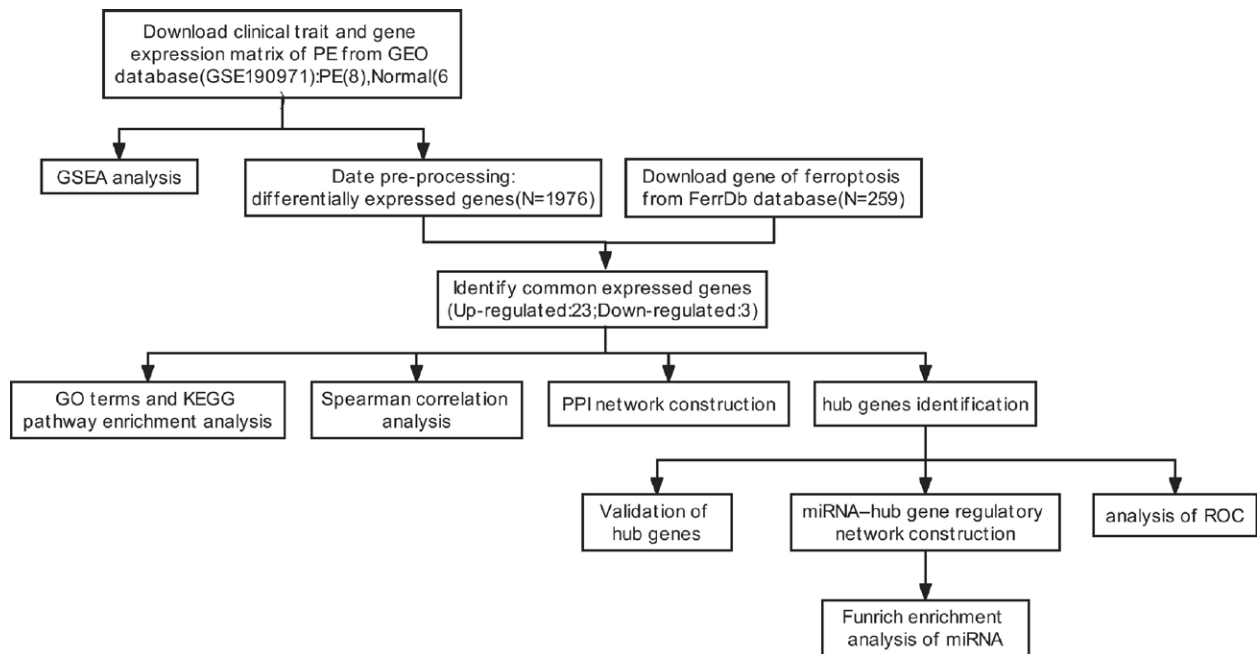 Download clinical trait and gene
expression matrix of PE from GEO
database(GSE190971):PE(8),Normal(6
GSEA analysis
Date pre-processing:
differentially expressed genes(N=1976)
Download gene of ferroptosis
from FerrDb database(N=259)
Identify common expressed genes
(Up-regulated:23;Down-regulated:3)
GO terms and KEGG
pathway enrichment analysis
Spearman correlation
analysis
PPI network construction
hub genes identification
Validation of
hub genes
miRNA–hub gene regulatory
network construction
analysis of ROC
Funrich enrichment
analysis of miRNA